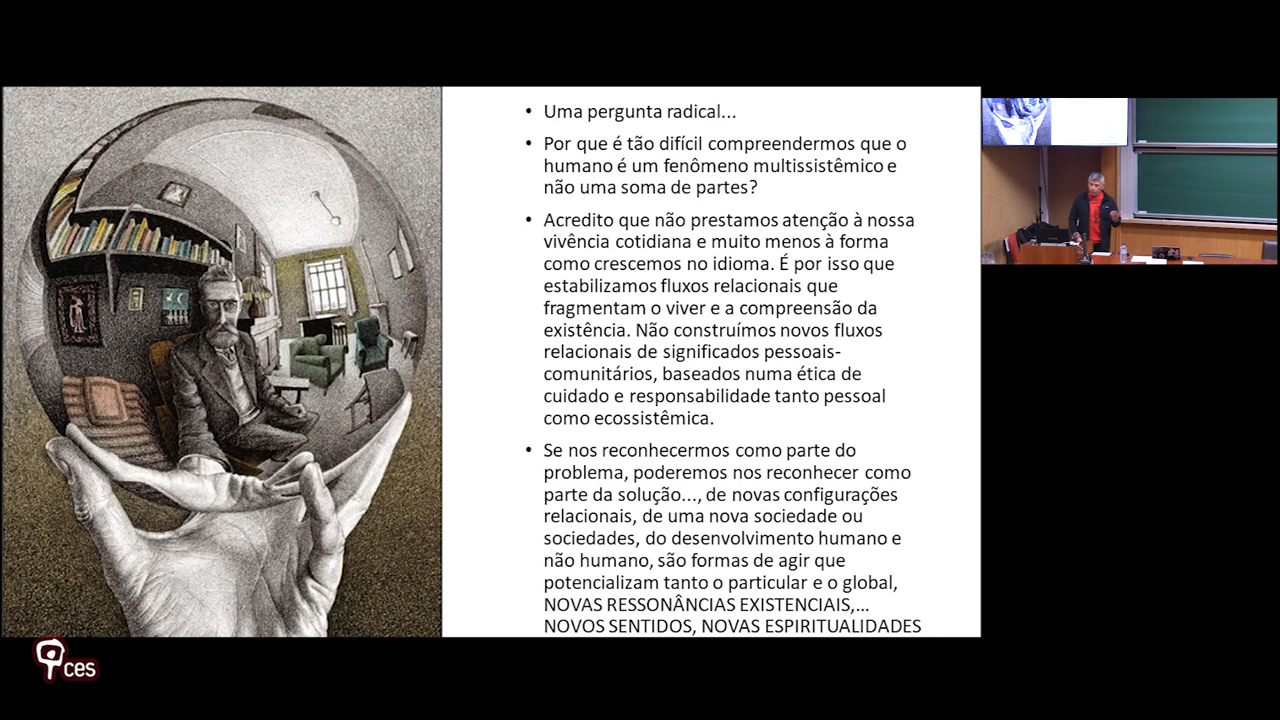 • Uma pergunta radical...
• Por que é tão difícil compreendermos que o
humano é um fenômeno multissistêmico e
não uma soma de partes?
• Acredito que não prestamos atenção à nossa
vivência cotidiana e muito menos à forma
como crescemos no idioma. É por isso que
estabilizamos fluxos relacionais que
fragmentam o viver e a compreensão da
existência. Não construímos novos fluxos
relacionais de significados pessoais-
comunitários, baseados numa ética de
cuidado e responsabilidade tanto pessoal
como ecossistêmica.
• Se nos reconhecermos como parte do
problema, poderemos nos reconhecer como
parte da solução..., de novas configurações
relacionais, de uma nova sociedade ou
sociedades, do desenvolvimento humano e
não humano, são formas de agir que
potencializam tanto o particular e o global,
NOVAS RESSONÂNCIAS EXISTENCIAIS,...
NOVOS SENTIDOS, NOVAS ESPIRITUALIDADES
ces